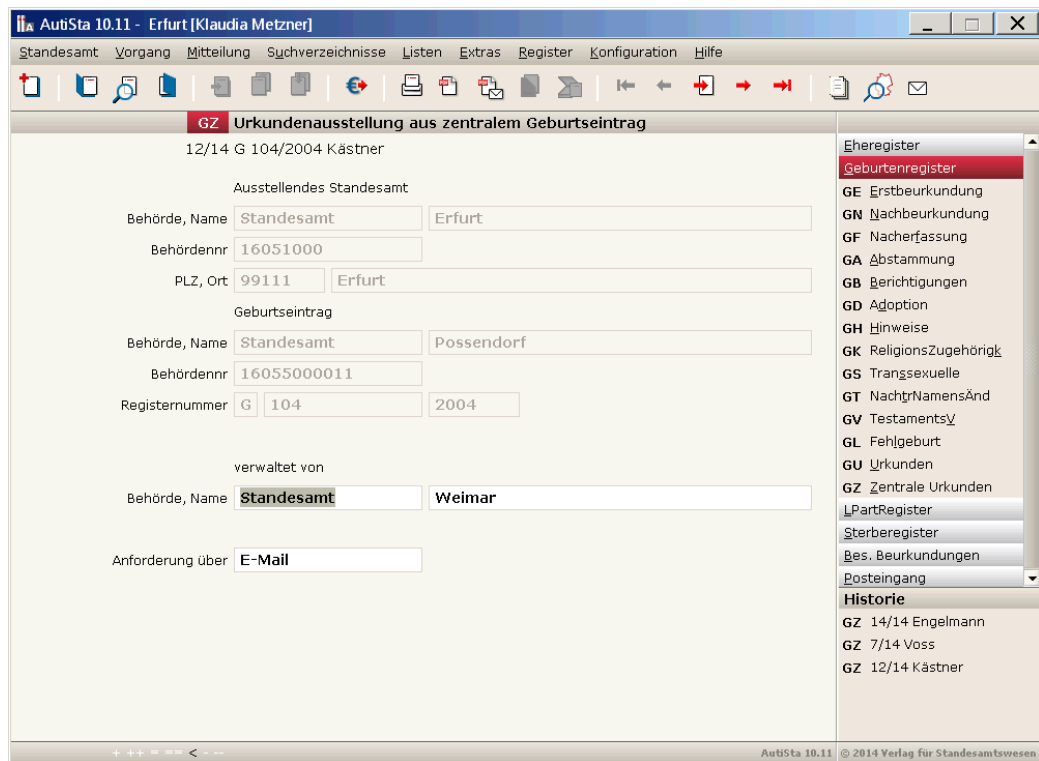 AutiSta 10.11 - Erfurt [Klaudia Metzner]
Standesamt Vorgang Mitteilung Suchverzeichnisse Listen Extras Register Konfiguration Hilfe
GZ Urkundenausstellung aus zentralem Geburtseintrag
12/14 G 104/2004 Kästner
Ausstellendes Standesamt
Behörde, Name Standesamt Erfurt
Behördennr 16051000
PLZ, Ort 99111 Erfurt
Geburtseintrag
Behörde, Name Standesamt Possendorf
Behördennr 16055000011
Registernummer G 104 2004
verwaltet von
Behörde, Name Standesamt Weimar
Anforderung über E-Mail
Eheregister
Geburtenregister
GE Erstbeurkundung
GN Nachbeurkundung
GF Nacherfassung
GA Abstammung
GB Berichtigungen
GD Adoption
GH Hinweise
GK ReligionsZugehörigk
GS Transsexuelle
GT NachtrNamensÄnd
GV TestamentsV
GL Fehlgeburt
GU Urkunden
GZ Zentrale Urkunden
LPartRegister
Sterberegister
Bes. Beurkundungen
Posteingang
Historie
GZ 14/14 Engelmann
GZ 7/14 Voss
GZ 12/14 Kästner
+ ++ = == < - --
AutiSta 10.11 © 2014 Verlag für Standesamtswesen